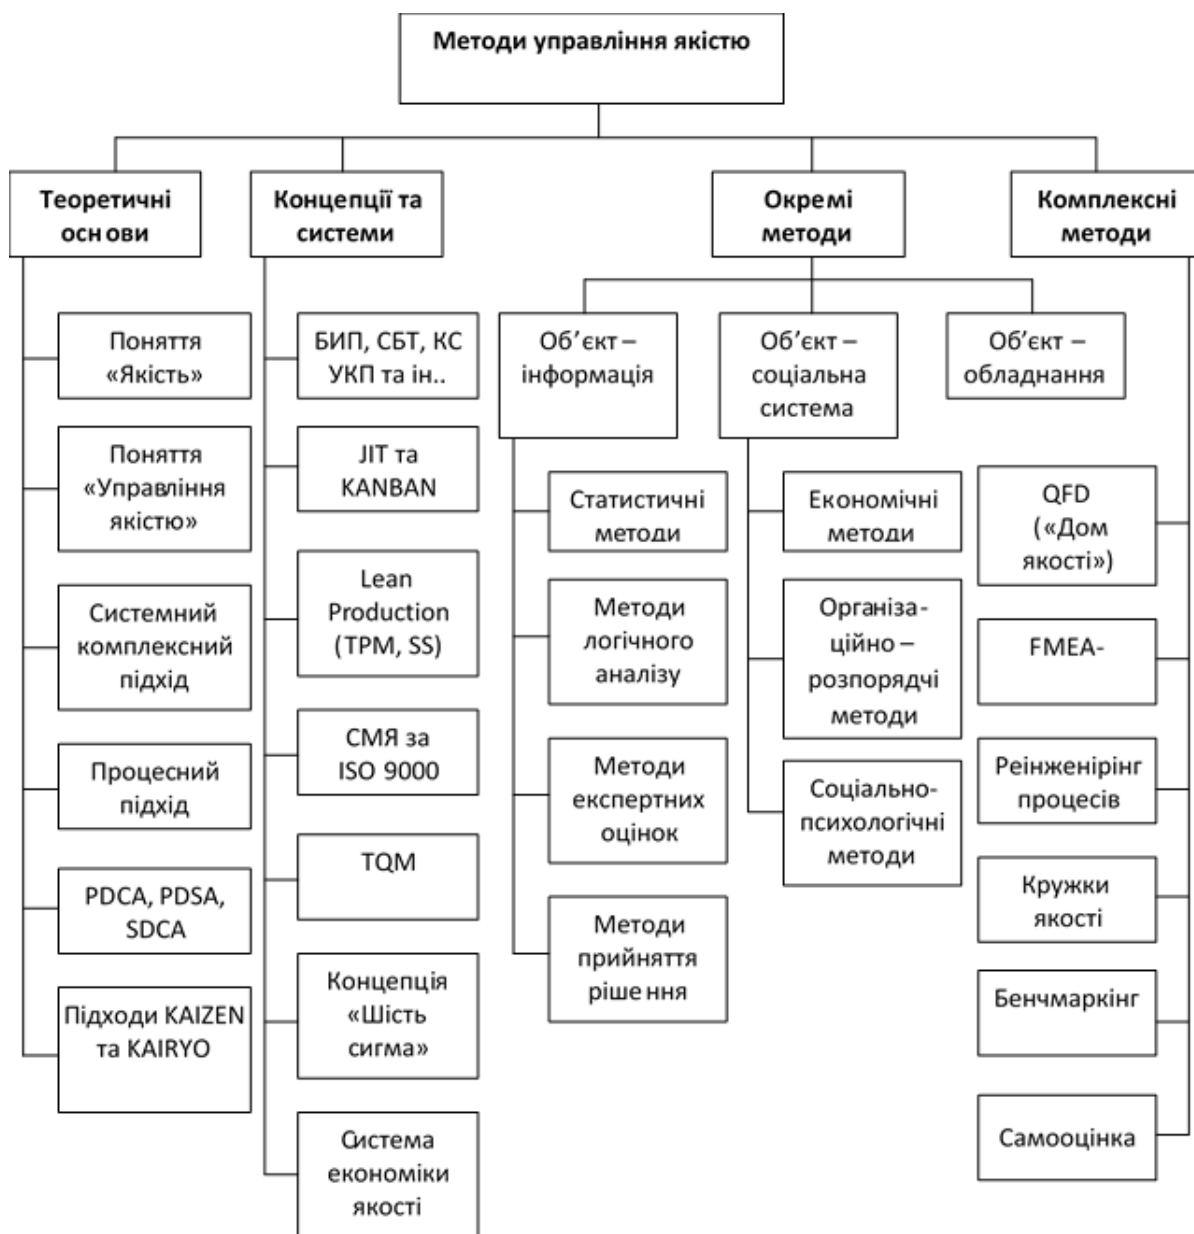 Методи управління якістю
Теоретичні
основи
Концепції та
системи
Окремі
методи
Комплексні
методи
Поняття
«Якість»
Поняття
«Управління
якістю»
Системний
комплексний
підхід
Процесний
підхід
PDCA, PDSA,
SDCA
Підходи KAIZEN
та KAIRYO
БИП, СБТ, КС
УКП та ін..
JIT та
KANBAN
Lean
Production
(TPM, SS)
СМЯ за
ISO 9000
TQM
Концепція
«Шість
сигма»
Система
економіки
якості
Об’єкт –
інформація
Статистичні
методи
Методи
логічного
аналізу
Методи
експертних
оцінок
Методи
прийняття
рішення
Об’єкт –
соціальна
система
Економічні
методи
Організа-
ційно –
розпорядчі
методи
Соціально-
психологічні
методи
Об’єкт –
обладнання
QFD
(«Дом
якості»)
FMEA-
Реінженірінг
процесів
Кружки
якості
Бенчмаркінг
Самооцінка